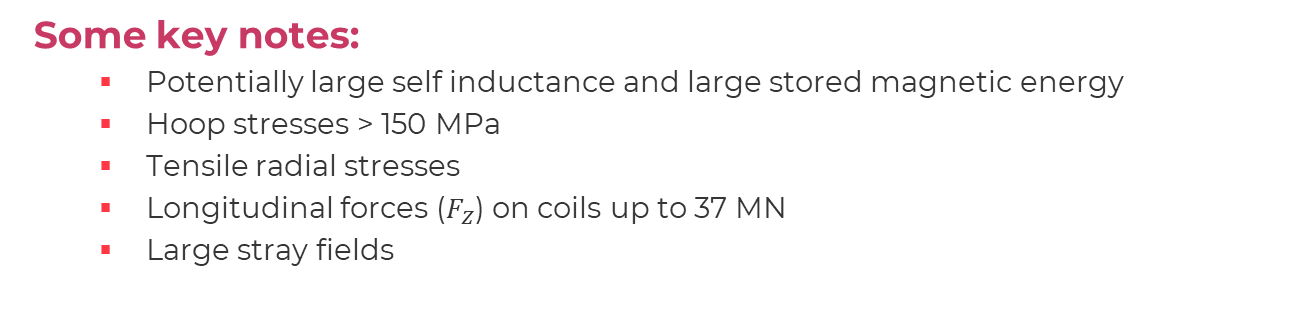 Some key notes:
▪ Potentially large self inductance and large stored magnetic energy
▪ Hoop stresses > 150 MPa
▪ Tensile radial stresses
▪ Longitudinal forces (𝐹_Z) on coils up to 37 MN
▪ Large stray fields